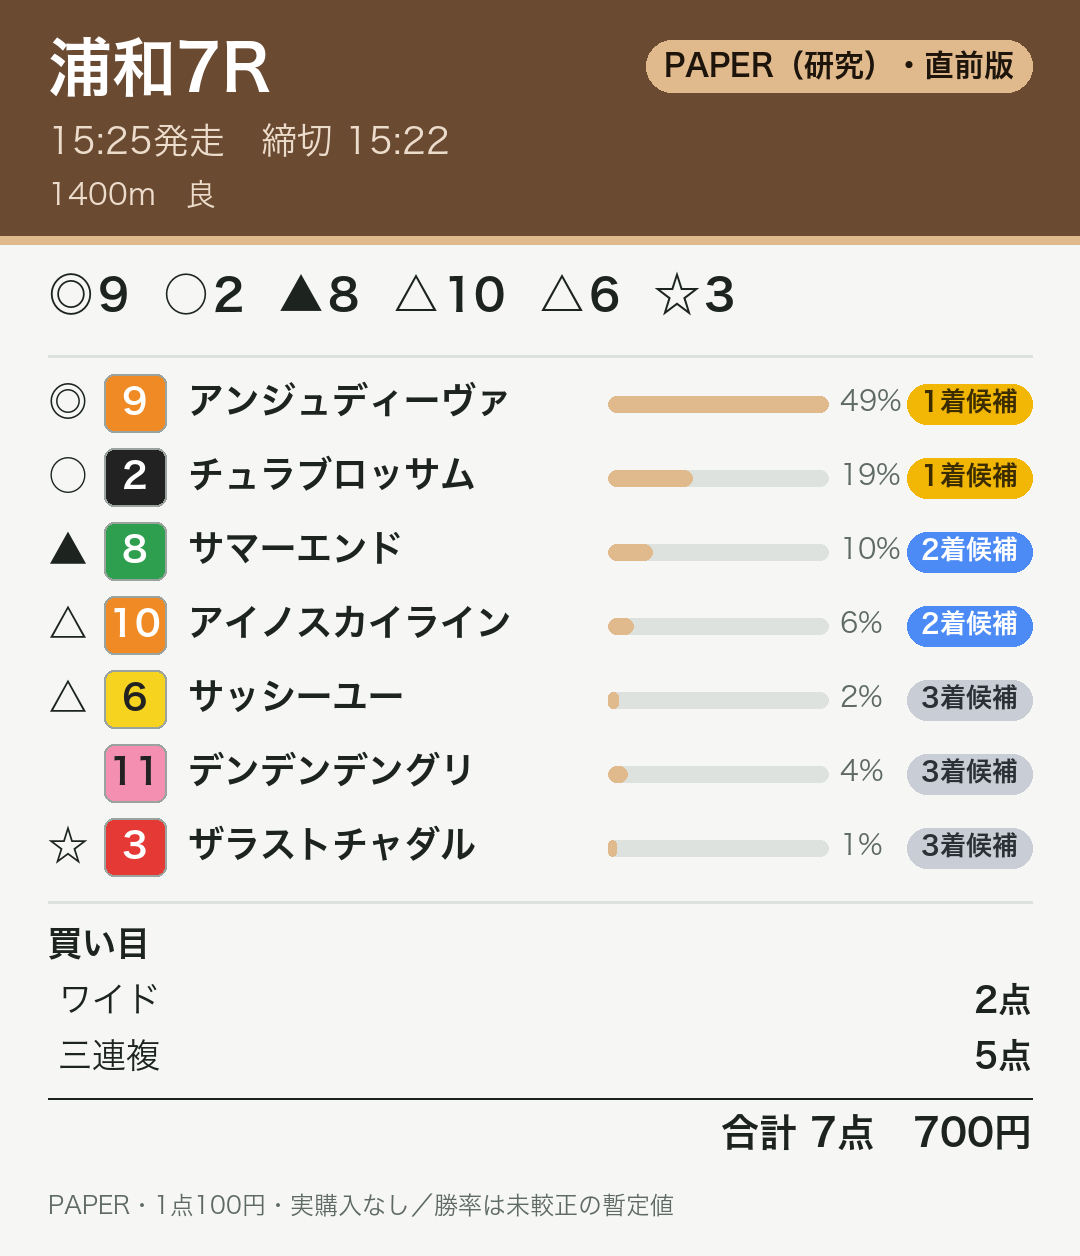 浦和7R
PAPER（研究）・直前版
15:25発走　締切 15:22
1400m　良
◎9 ○2 ▲8 △10 △6 ☆3
◎ 9 アンジュディーヴァ 49% 1着候補
○ 2 チュラブロッサム 19% 1着候補
▲ 8 サマーエンド 10% 2着候補
△ 10 アイノスカイライン 6% 2着候補
△ 6 サッシーユー 2% 3着候補
11 デンデンデングリ 4% 3着候補
☆ 3 ザラストチャダル 1% 3着候補
買い目
ワイド 2点
三連複 5点
合計 7点　700円
PAPER・1点100円・実購入なし／勝率は未較正の暫定値